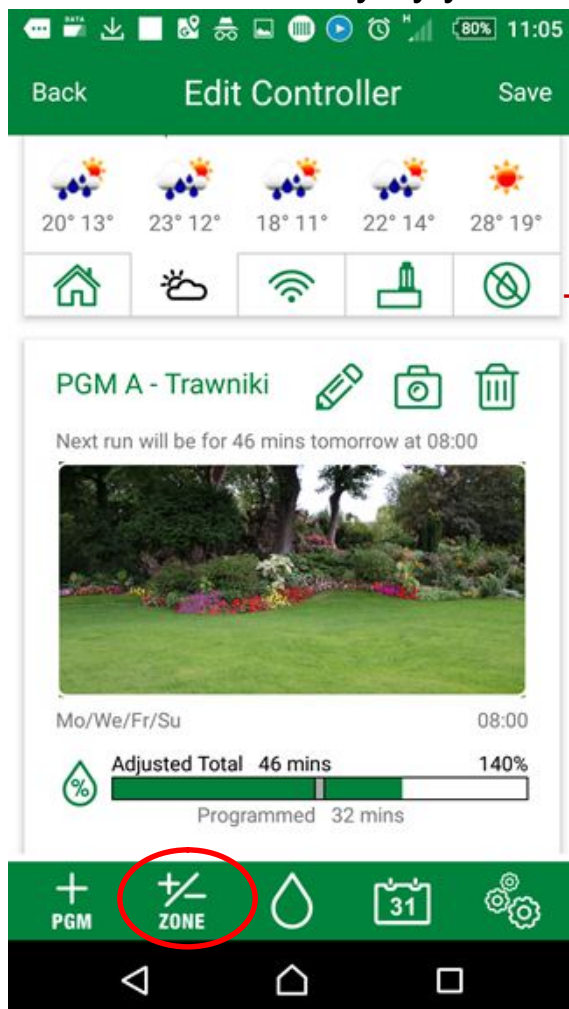 DATA
H
80% 11:05
Back Edit Controller Save
20° 13° 23° 12° 18° 11° 22° 14° 28° 19°
PGM A - Trawniki
Next run will be for 46 mins tomorrow at 08:00
Mo/We/Fr/Su 08:00
Adjusted Total 46 mins 140%
%
Programmed 32 mins
+ +/- 31
PGM ZONE